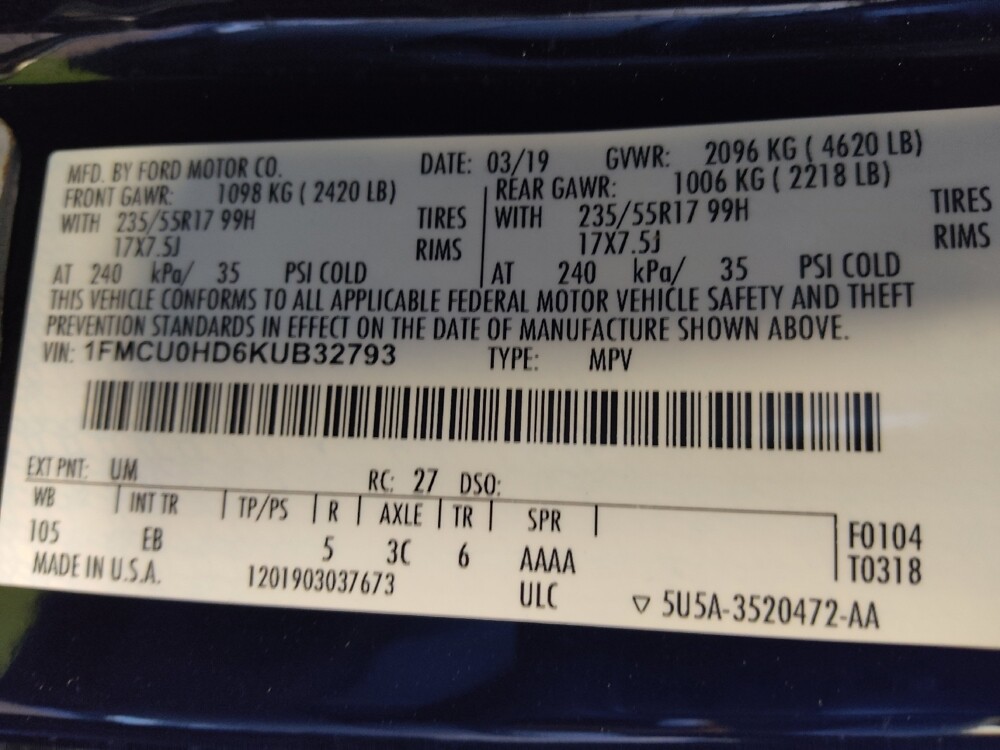 MFD. BY FORD MOTOR CO. DATE: 03/19 GVWR: 2096 KG ( 4620 LB)
FRONT GAWR: 1098 KG ( 2420 LB) REAR GAWR: 1006 KG ( 2218 LB)
WITH 235/55R17 99H TIRES WITH 235/55R17 99H TIRES
17X7.5J RIMS 17X7.5J RIMS
AT 240 kPa/ 35 PSI COLD AT 240 kPa/ 35 PSI COLD
THIS VEHICLE CONFORMS TO ALL APPLICABLE FEDERAL MOTOR VEHICLE SAFETY AND THEFT
PREVENTION STANDARDS IN EFFECT ON THE DATE OF MANUFACTURE SHOWN ABOVE.
VIN: 1FMCU0HD6KUB32793 TYPE: MPV
EXT PNT: UM RC: 27 DSO:
WB INT TR TP/PS R AXLE TR SPR
105 EB 5 3C 6 AAAA F0104
MADE IN U.S.A. 1201903037673 ULC T0318
▽ 5U5A-3520472-AA